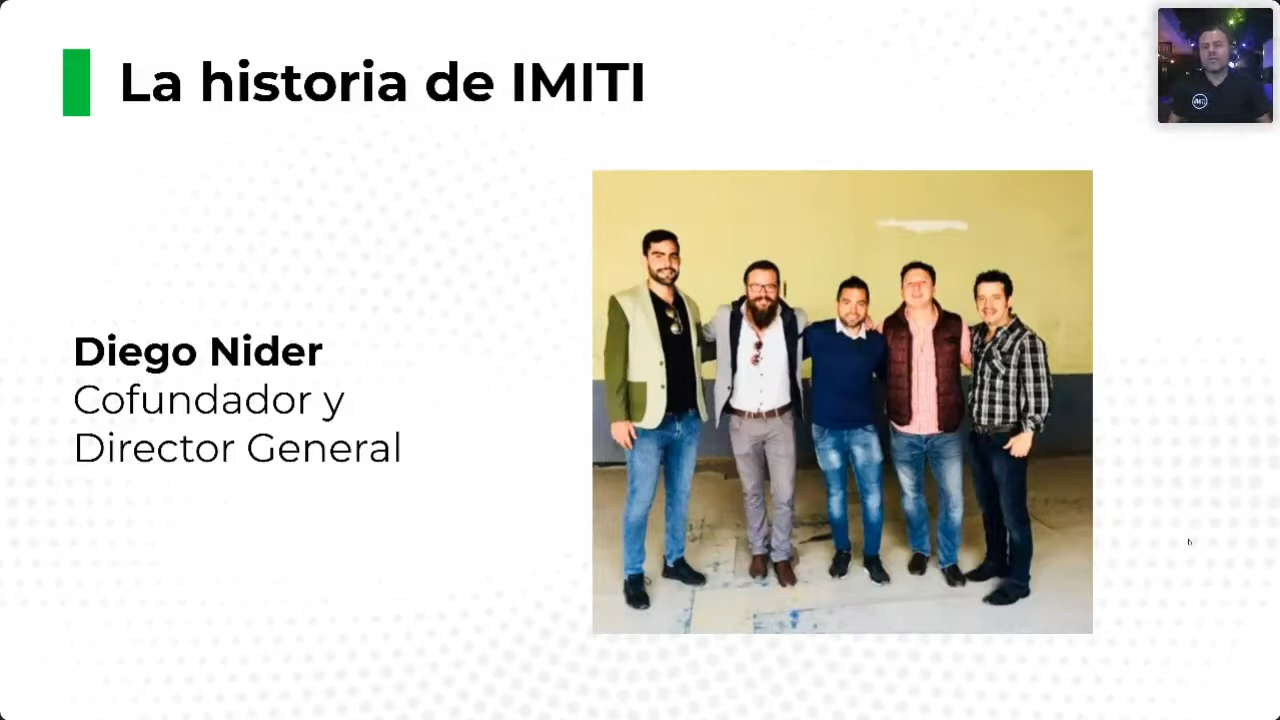 La historia de IMITI
Diego Nider
Cofundador y
Director General